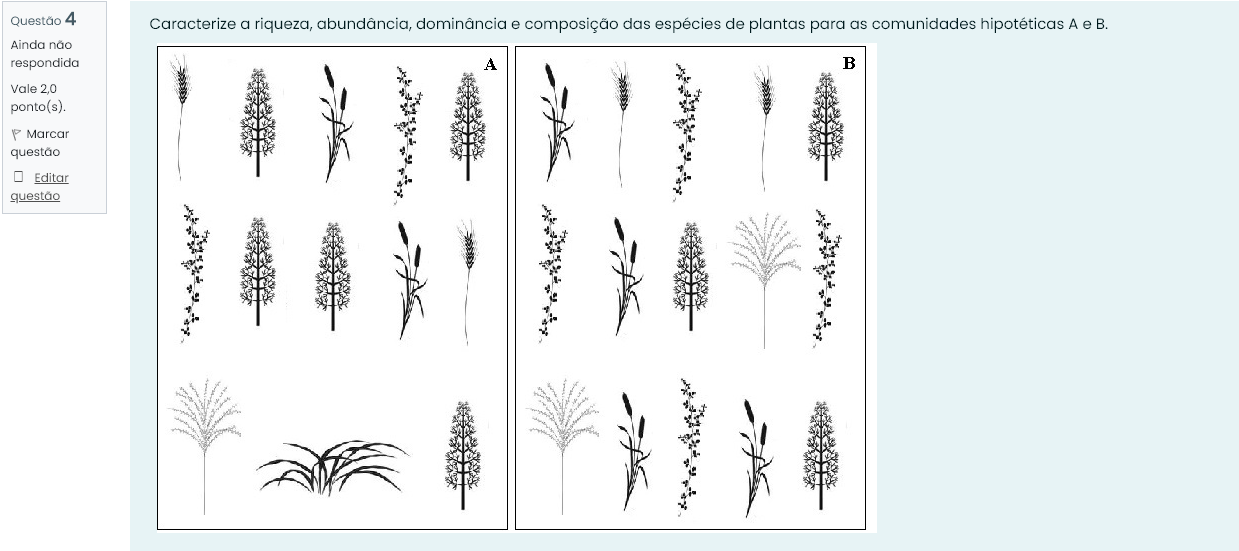 Questão 4
Ainda não
respondida
Vale 2,0
ponto(s).
Marcar
questão
Editar
questão
Caracterize a riqueza, abundância, dominância e composição das espécies de plantas para as comunidades hipotéticas A e B.
A
B